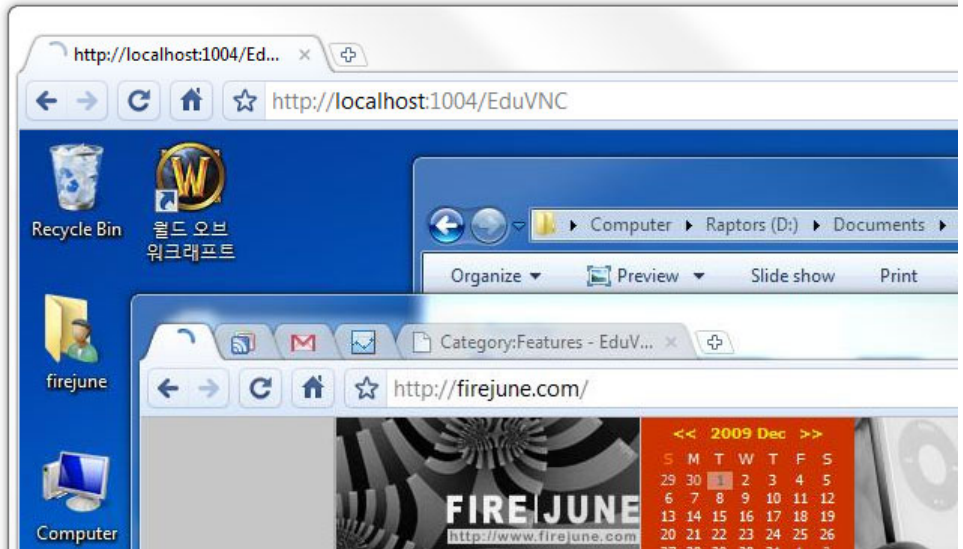 http://localhost:1004/Ed...
http://localhost:1004/EduVNC
Recycle Bin
월드 오브
워크래프트
Computer Raptors (D:) Documents
Organize Preview Slide show Print
firejune
Category:Features - EduV...
http://firejune.com/
Computer
FIRE JUNE
http://www.firejune.com
<< 2009 Dec >>
S M T W T F S
29 30 1 2 3 4 5
6 7 8 9 10 11 12
13 14 15 16 17 18 19
20 21 22 23 24 25 26